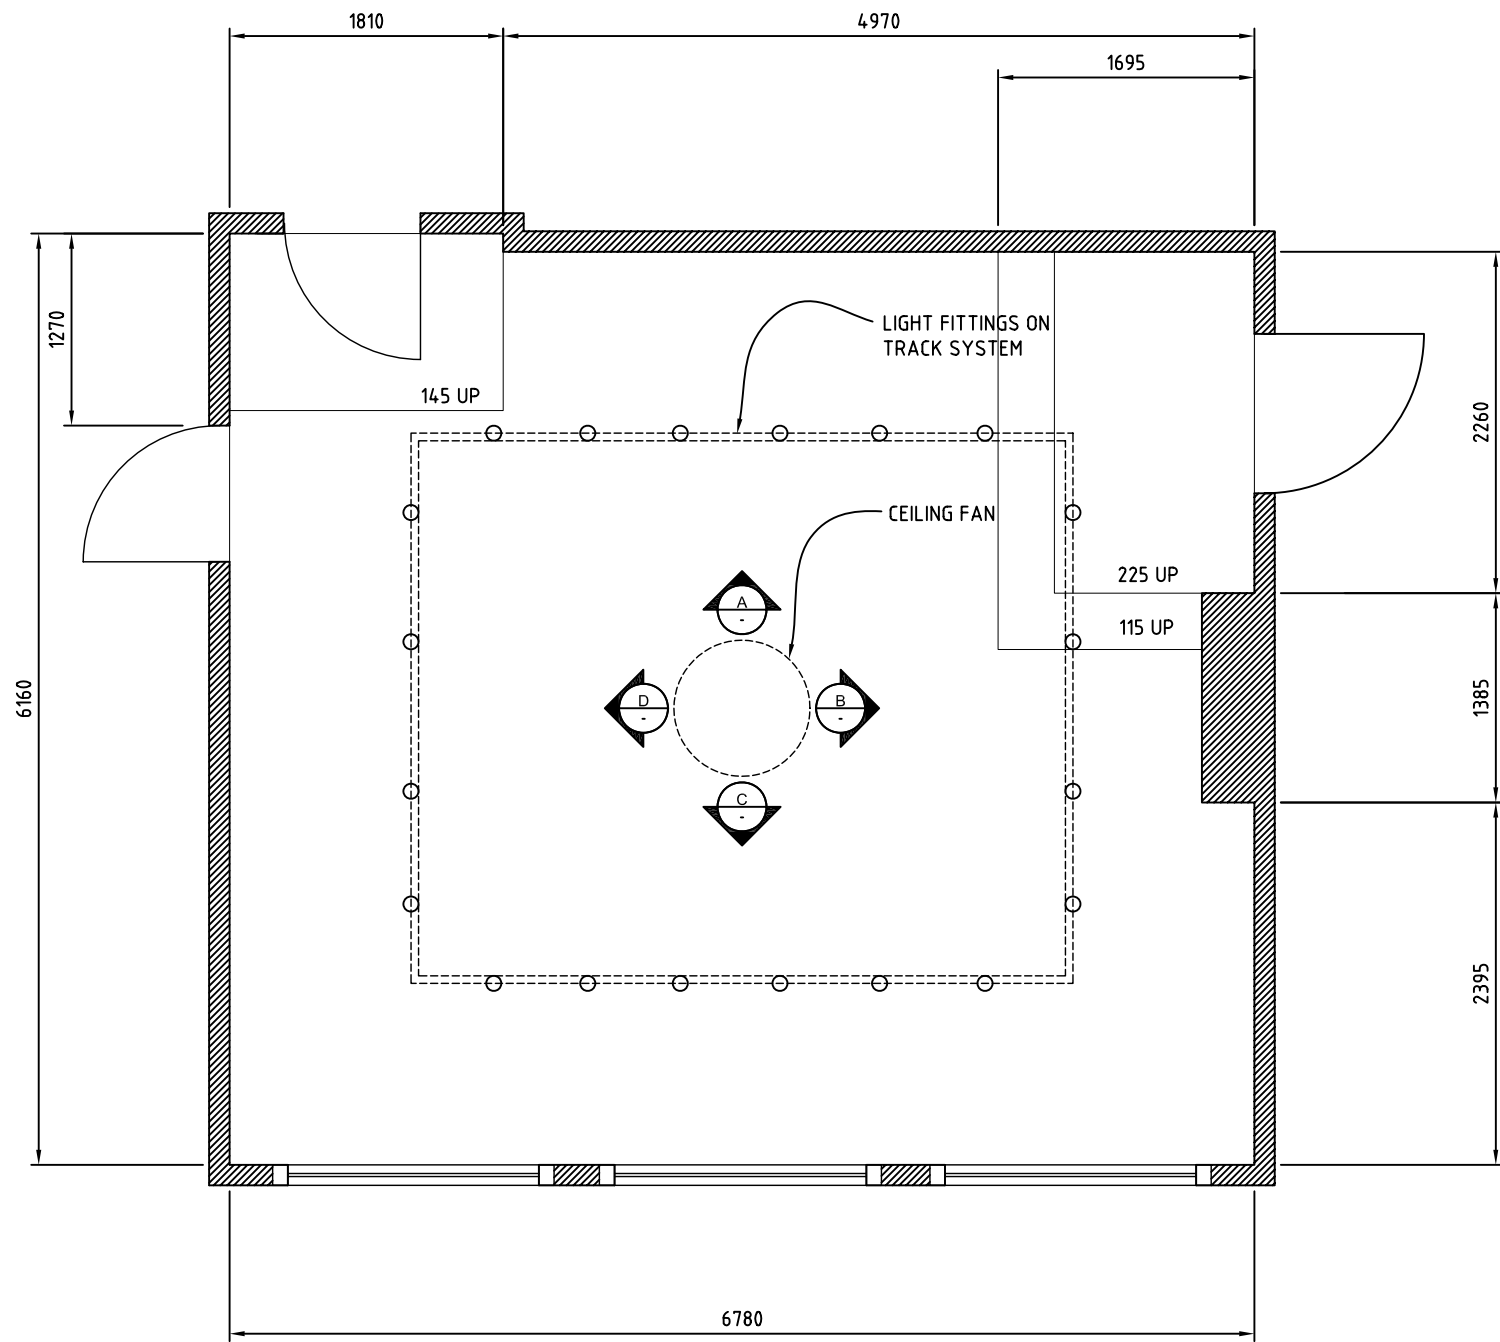 1810
4970
1695
1270
LIGHT FITTINGS ON
TRACK SYSTEM
145 UP
2260
CEILING FAN
225 UP
A
-
115 UP
6160
D
-
B
-
1385
C
-
2395
6780